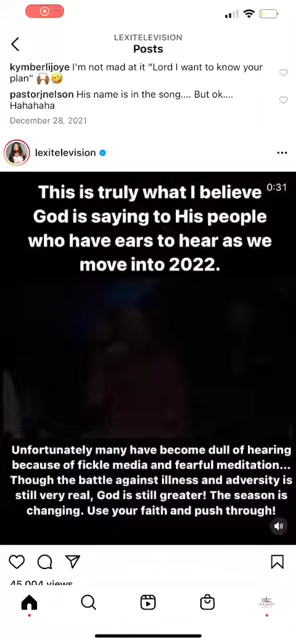 LEXITELEVISION
Posts
kymberlijoye I'm not mad at it "Lord I want to know your
plan" 🙌🏽🤣
pastorjnelson His name is in the song.... But ok....
Hahahaha
December 28, 2021
lexitelevision
0:31
This is truly what I believe
God is saying to His people
who have ears to hear as we
move into 2022.
Unfortunately many have become dull of hearing
because of fickle media and fearful meditation...
Though the battle against illness and adversity is
still very real, God is still greater! The season is
changing. Use your faith and push through!
45,004 views